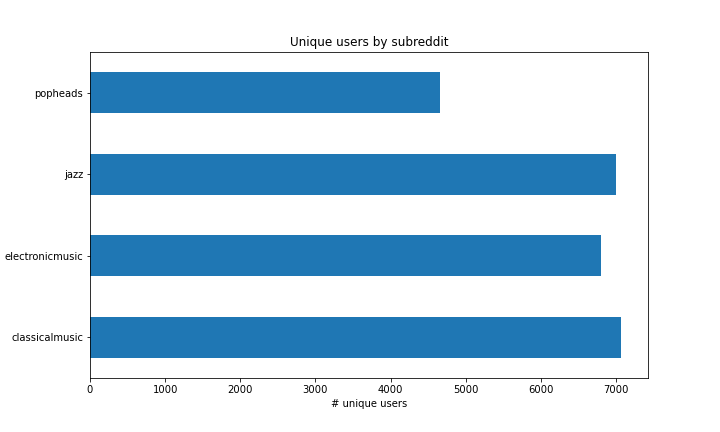 Unique users by subreddit
popheads
jazz
electronicmusic
classicalmusic
0 1000 2000 3000 4000 5000 6000 7000
# unique users